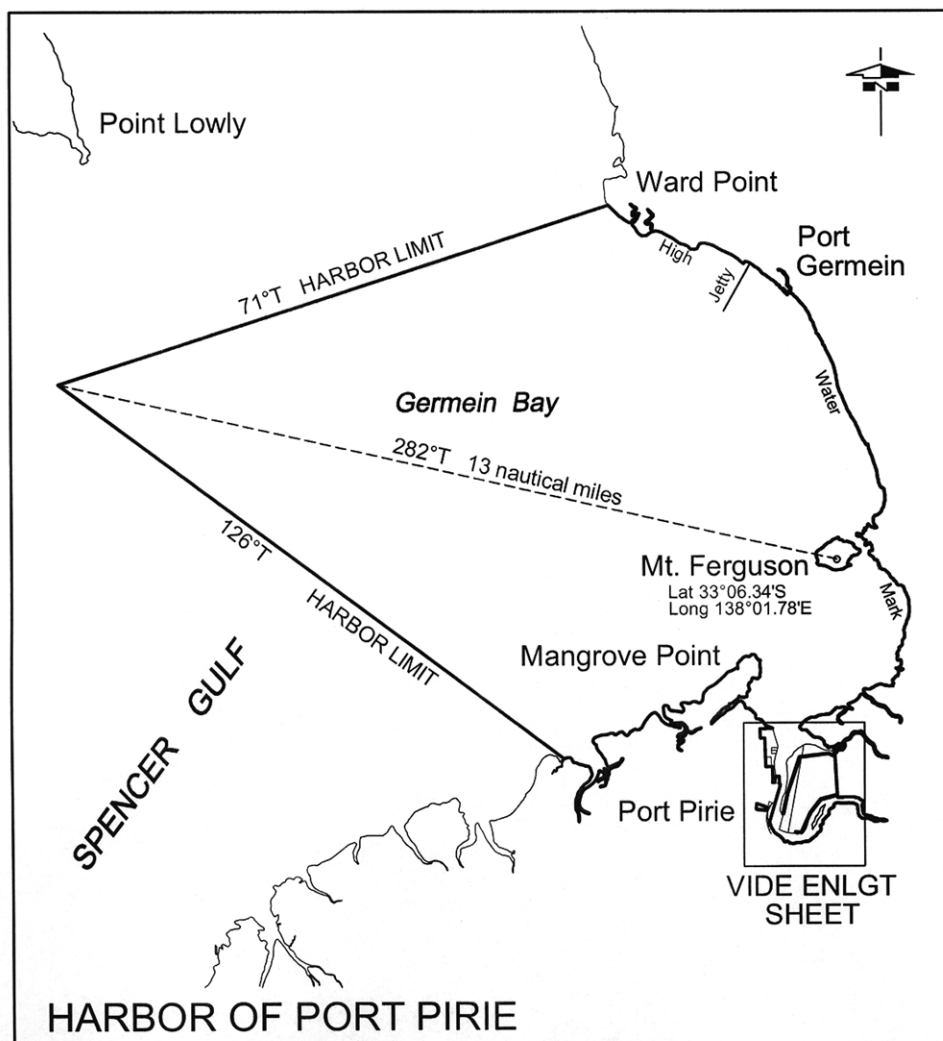 Point Lowly
N
Ward Point
71°T HARBOR LIMIT
High
Jetty
Port
Germein
Water
Germein Bay
282°T 13 nautical miles
126°T
HARBOR LIMIT
Mt. Ferguson
Lat 33°06.34'S
Long 138°01.78'E
Mark
Mangrove Point
SPENCER GULF
Port Pirie
VIDE ENLGT
SHEET
HARBOR OF PORT PIRIE